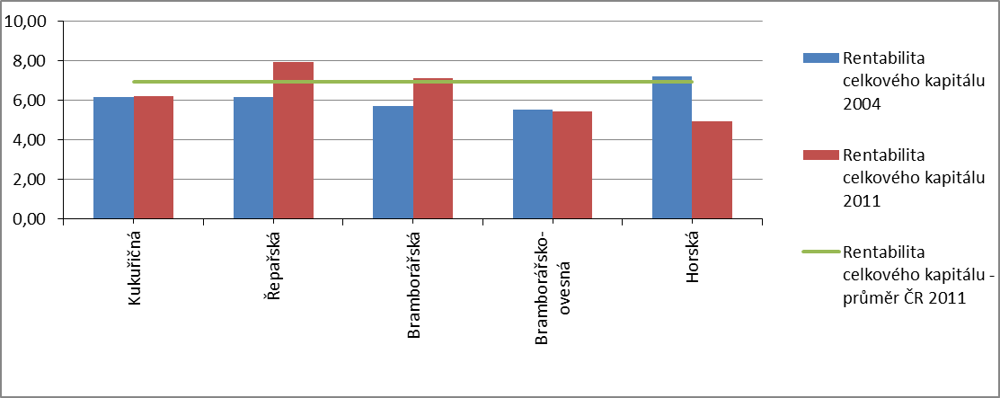 10,00
8,00
6,00
4,00
2,00
0,00
Kukuřičná
Řepařská
Bramborářská
Bramborářsko-
ovesná
Horská
Rentabilita
celkového kapitálu
2004
Rentabilita
celkového kapitálu
2011
Rentabilita
celkového kapitálu -
průměr ČR 2011